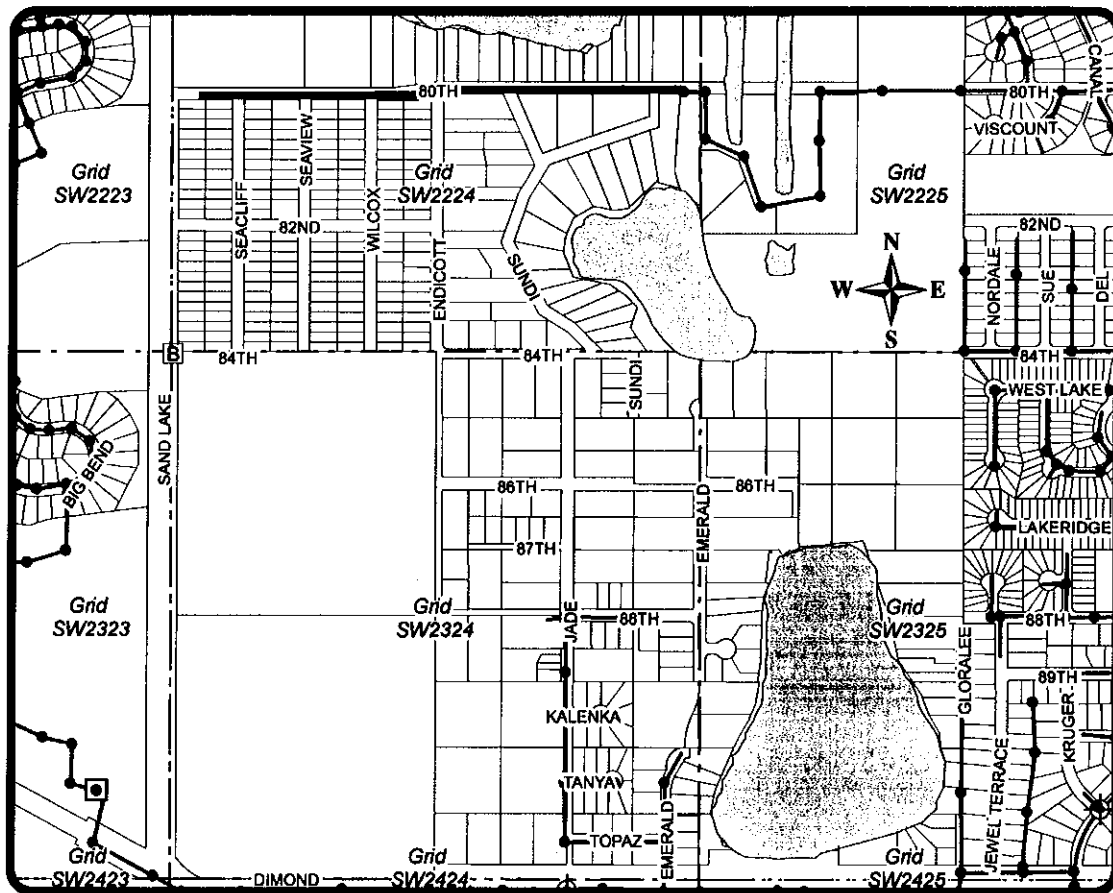 80TH
80TH
CANAL
VISCOUNT
Grid
SW2223
SEACLIFF
SEAVIEW
82ND
WILCOX
Grid
SW2224
ENDICOTT
SUNDI
Grid
SW2225
N
W
E
S
82ND
NORDALE
SUE
DEL
B
84TH
84TH
SUNDI
84TH
WEST LAKE
SAND LAKE
BIG BEND
86TH
EMERALD
86TH
LAKERIDGE
87TH
Grid
SW2323
Grid
SW2324
JADE
88TH
Grid
SW2325
88TH
GLORALEE
89TH
KRUGER
KALENKA
TANYA
TOPAZ
EMERALD
JEWEL TERRACE
Grid
SW2423
DIMOND
Grid
SW2424
Grid
SW2425